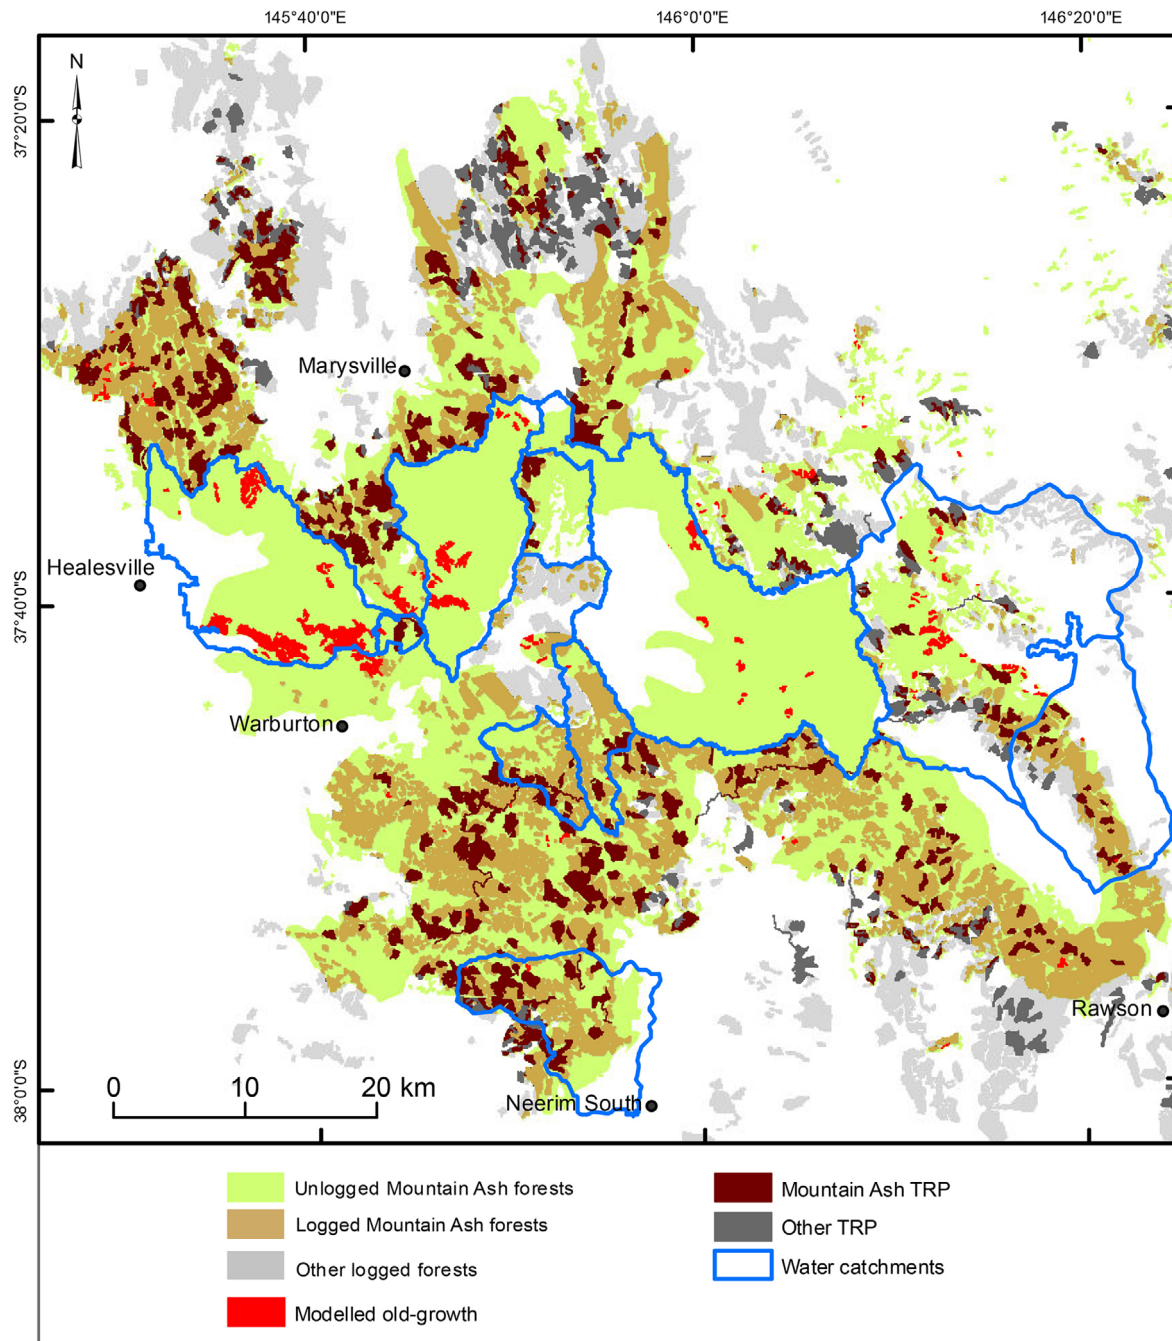 145°40'0"E
146°0'0"E
146°20'0"E
N
37°20'0"S
Marysville
Healesville
37°40'0"S
Warburton
Rawson
0 10 20 km
38°0'0"S
Neerim South
Unlogged Mountain Ash forests
Logged Mountain Ash forests
Other logged forests
Modelled old-growth
Mountain Ash TRP
Other TRP
Water catchments